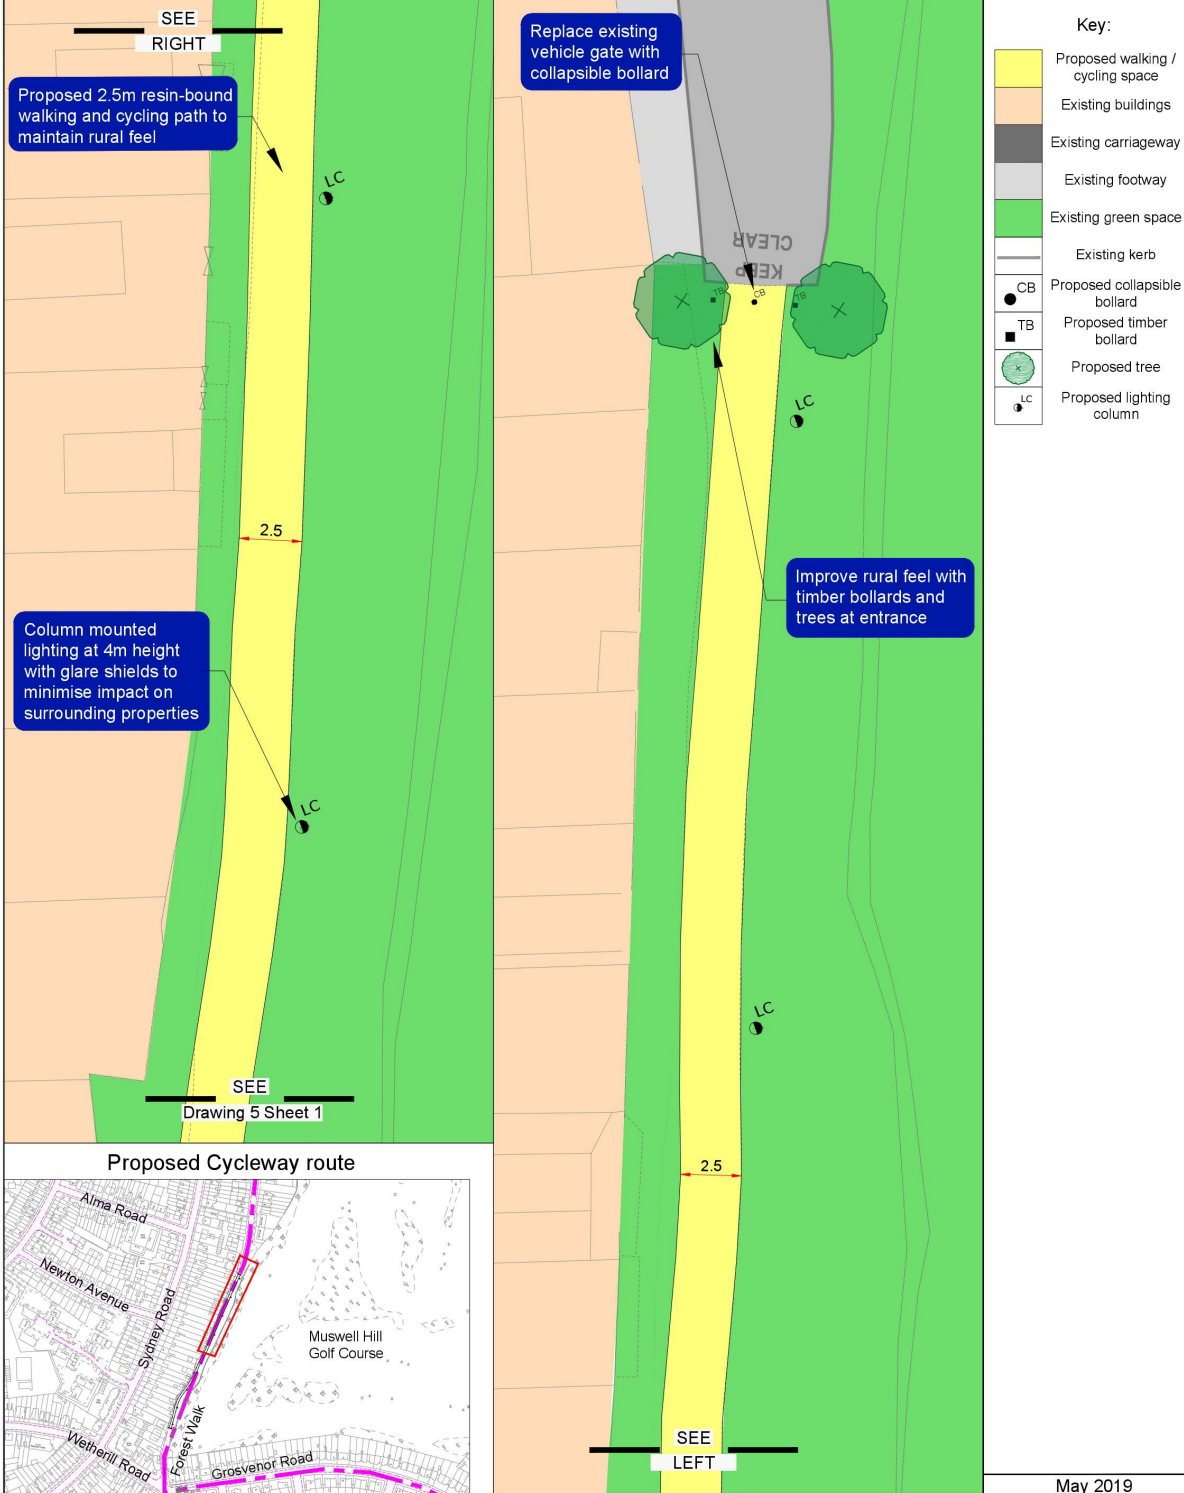 SEE
RIGHT
Proposed 2.5m resin-bound
walking and cycling path to
maintain rural feel
LC
2.5
Column mounted
lighting at 4m height
with glare shields to
minimise impact on
surrounding properties
LC
SEE
Drawing 5 Sheet 1
Proposed Cycleway route
Alma Road
Newton Avenue
Sydney Road
Muswell Hill
Golf Course
Forest Walk
Wetherill Road
Grosvenor Road
Replace existing
vehicle gate with
collapsible bollard
KEEP
CLEAR
TB
CB
TB
LC
Improve rural feel with
timber bollards and
trees at entrance
LC
2.5
SEE
LEFT
Key:
Proposed walking /
cycling space
Existing buildings
Existing carriageway
Existing footway
Existing green space
Existing kerb
CB
Proposed collapsible
bollard
TB
Proposed timber
bollard
Proposed tree
LC
Proposed lighting
column
May 2019